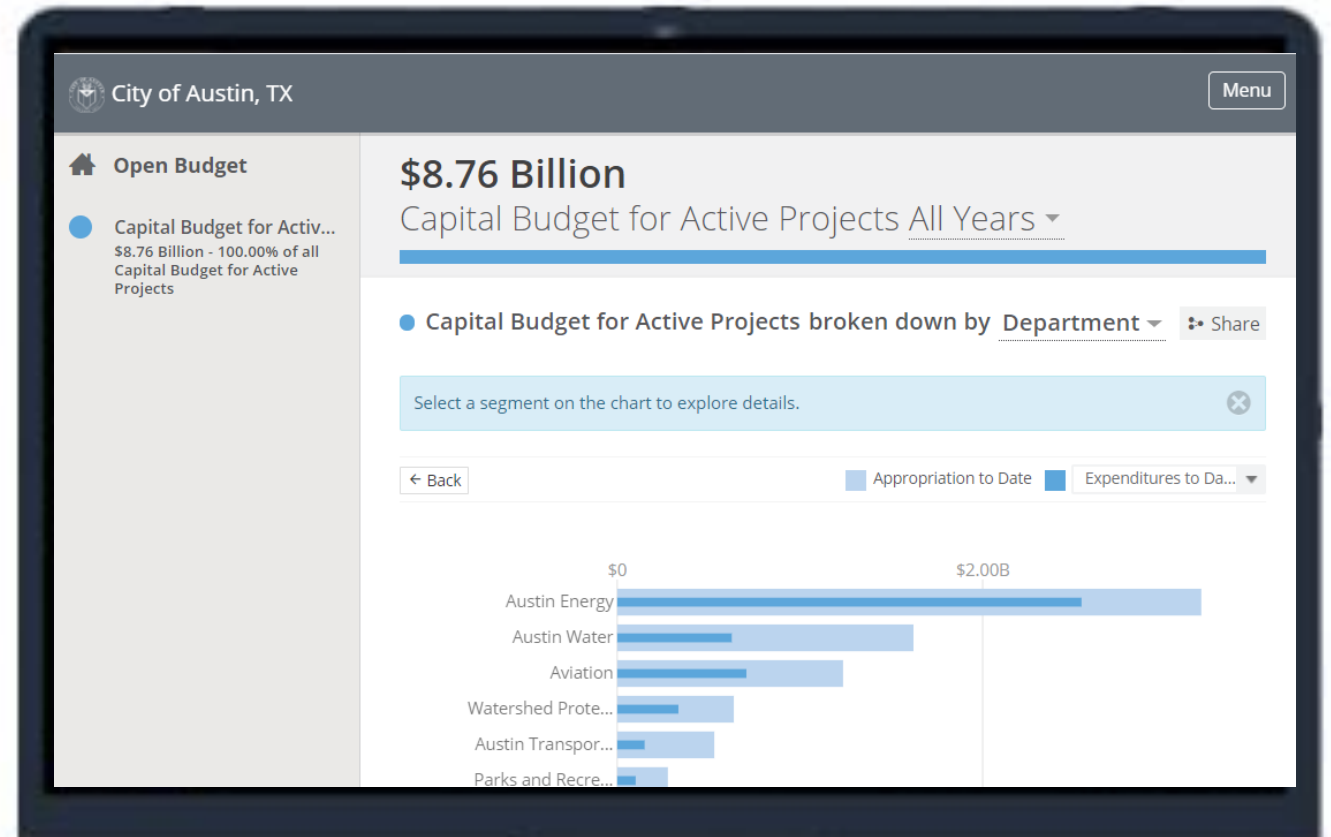 City of Austin, TX
Menu
Open Budget
Capital Budget for Activ...
$8.76 Billion - 100.00% of all
Capital Budget for Active
Projects
$8.76 Billion
Capital Budget for Active Projects All Years
Capital Budget for Active Projects broken down by Department
Share
Select a segment on the chart to explore details.
← Back
Appropriation to Date
Expenditures to Da...
$0
$2.00B
Austin Energy
Austin Water
Aviation
Watershed Prote...
Austin Transpor...
Parks and Recre...